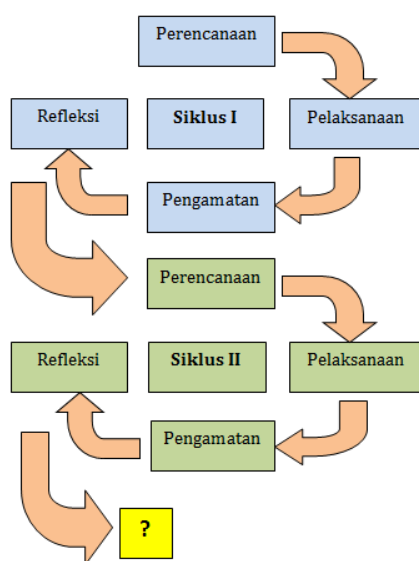 Perencanaan
Refleksi
Siklus I
Pelaksanaan
Pengamatan
Perencanaan
Refleksi
Siklus II
Pelaksanaan
Pengamatan
?